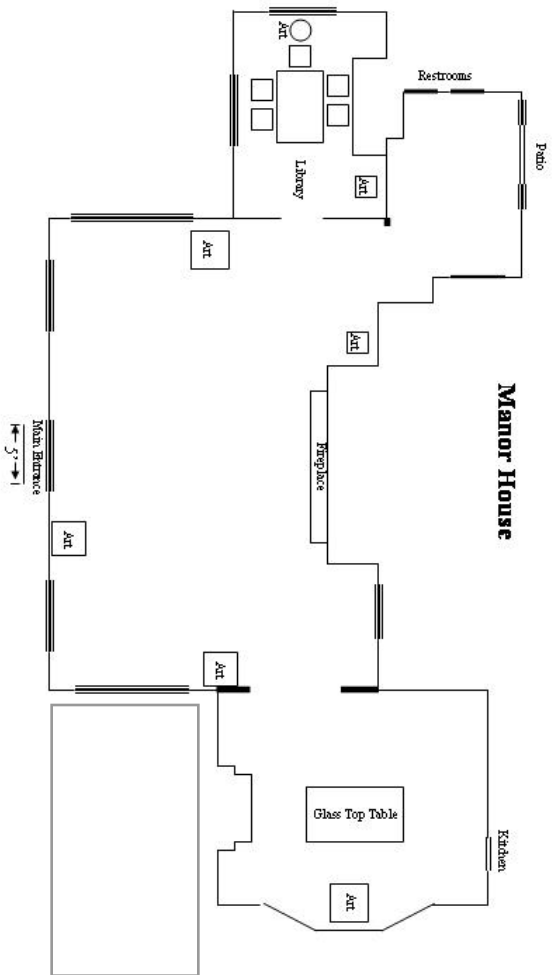 Manor House
Patio
Restrooms
Art
Library
Art
Art
Art
Fireplace
Main Entrance
5'
Art
Art
Glass Top Table
Kitchen
Art